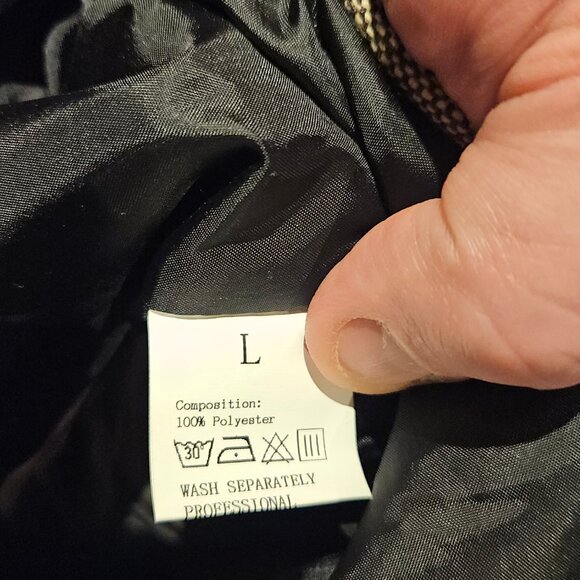 L
Composition:
100% Polyester
30
WASH SEPARATELY
PROFESSIONAL